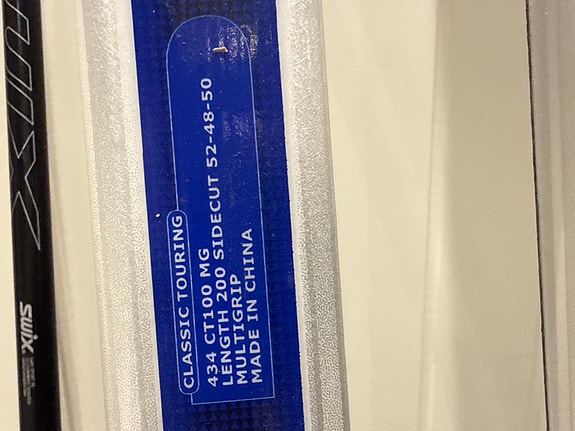 CLASSIC TOURING
434 CT100 MG
LENGTH 200 SIDECUT 52-48-50
MULTIGRIP
MADE IN CHINA
swix